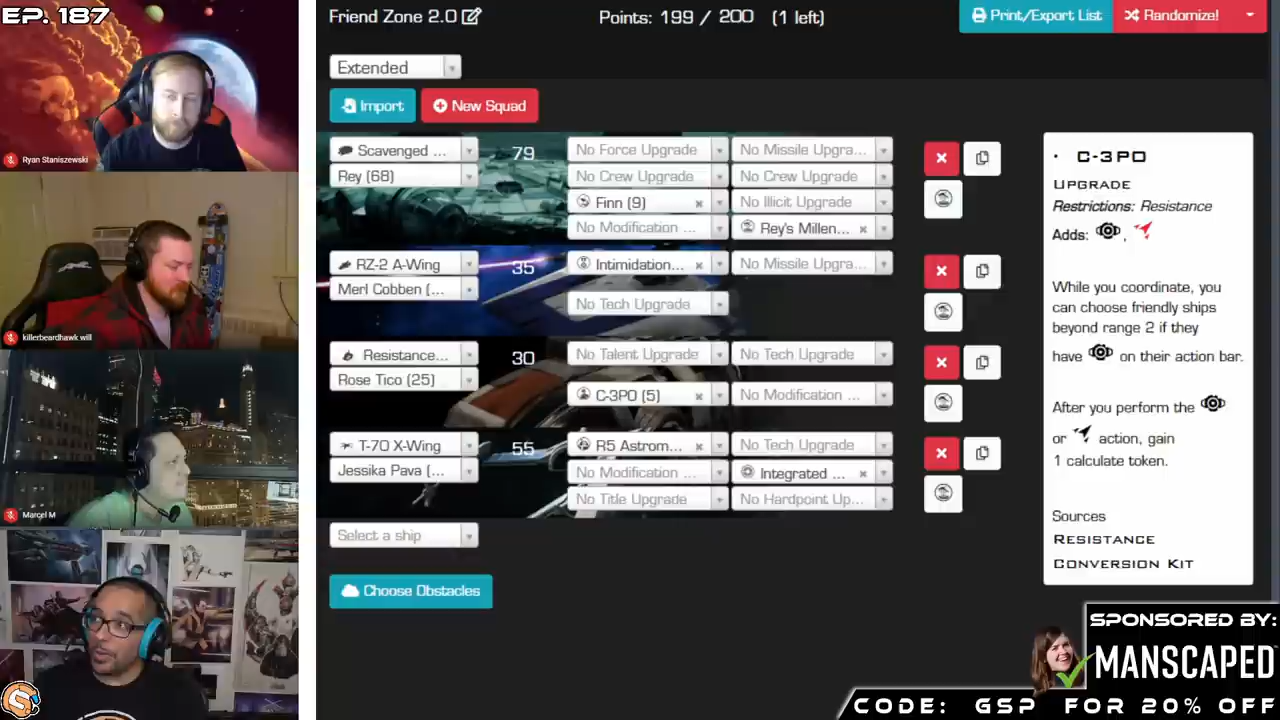 EP. 187
Ryan Staniszewski
killerbeardhawk will
Marcel M
Friend Zone 2.0
Points: 199 / 200 (1 left)
Print/Export List
Randomize!
Extended
Import
New Squad
Scavenged ...
79
No Force Upgrade
No Missile Upgra...
Rey (68)
No Crew Upgrade
No Crew Upgrade
Finn (9)
No Illicit Upgrade
No Modification ...
Rey's Millen...
RZ-2 A-Wing
35
Intimidation...
No Missile Upgra...
Merl Cobben (...
No Tech Upgrade
Resistance...
30
No Talent Upgrade
No Tech Upgrade
Rose Tico (25)
C-3PO (5)
No Modification ...
T-70 X-Wing
55
R5 Astrom...
No Tech Upgrade
Jessika Pava (...
No Modification ...
Integrated ...
No Title Upgrade
No Hardpoint Up...
Select a ship
Choose Obstacles
· C-3PO
UPGRADE
Restrictions: Resistance
Adds: ,
While you coordinate, you
can choose friendly ships
beyond range 2 if they
have on their action bar.
After you perform the
or action, gain
1 calculate token.
Sources
RESISTANCE
CONVERSION KIT
SPONSORED BY:
MANSCAPED
CODE: GSP FOR 20% OFF